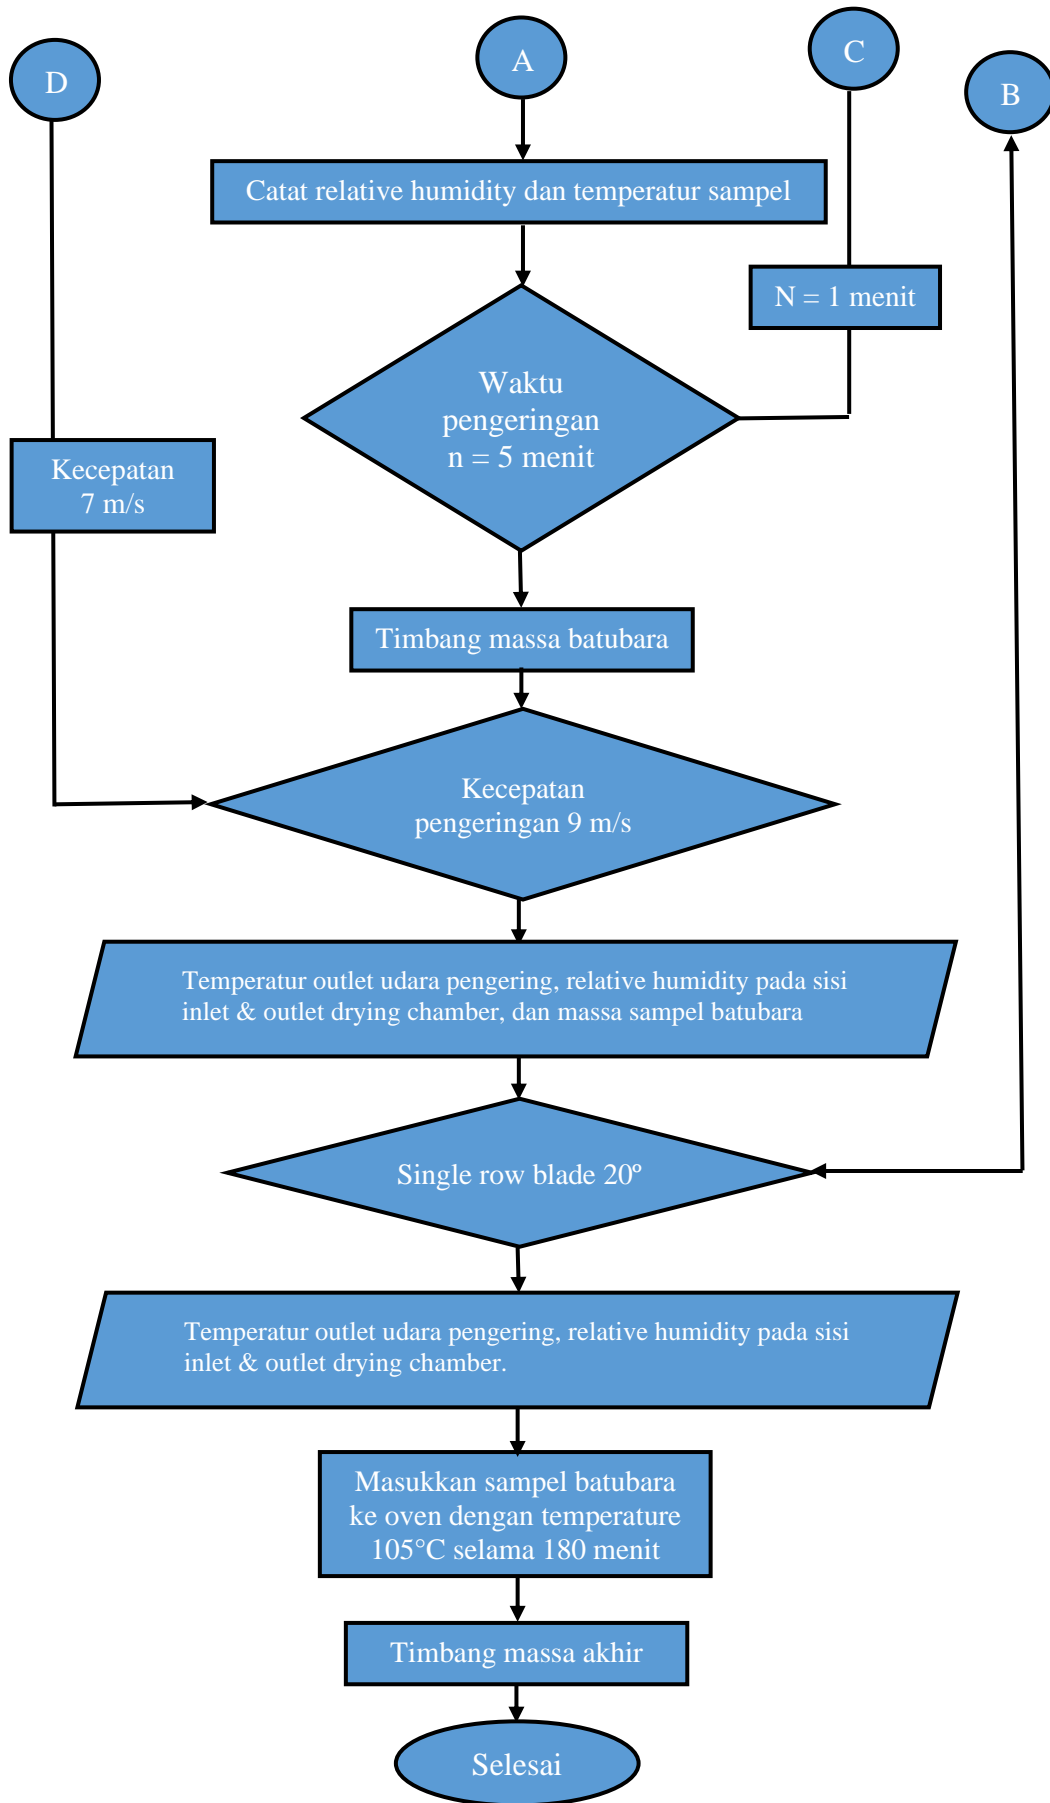 D
A
C
B
Catat relative humidity dan temperatur sampel
N = 1 menit
Waktu
pengeringan
n = 5 menit
Kecepatan
7 m/s
Timbang massa batubara
Kecepatan
pengeringan 9 m/s
Temperatur outlet udara pengering, relative humidity pada sisi
inlet & outlet drying chamber, dan massa sampel batubara
Single row blade 20º
Temperatur outlet udara pengering, relative humidity pada sisi
inlet & outlet drying chamber.
Masukkan sampel batubara
ke oven dengan temperature
105°C selama 180 menit
Timbang massa akhir
Selesai